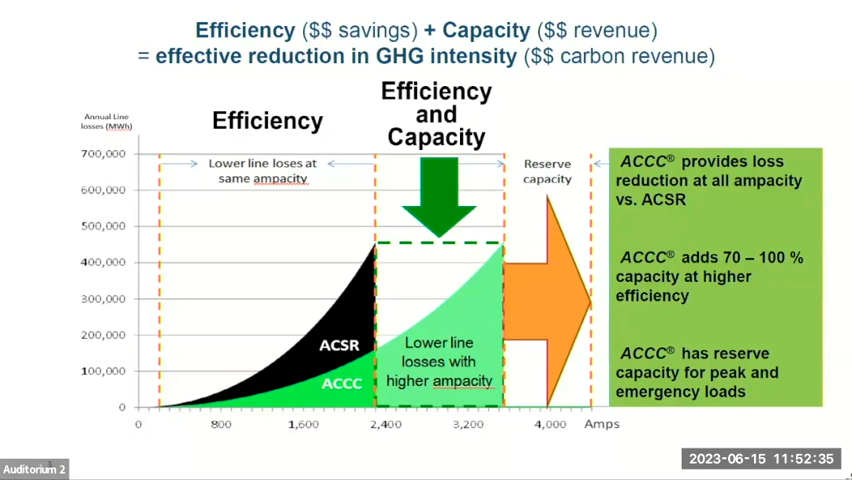 Efficiency ($$ savings) + Capacity ($$ revenue)
= effective reduction in GHG intensity ($$ carbon revenue)
Annual Line
losses (MWh)
Efficiency
Efficiency
and
Capacity
700,000
600,000
500,000
400,000
300,000
200,000
100,000
0
Lower line loses at
same ampacity
Reserve
capacity
ACSR
ACCC
Lower line
losses with
higher ampacity
0
800
1,600
2,400
3,200
4,000
Amps
ACCC® provides loss
reduction at all ampacity
vs. ACSR
ACCC® adds 70 – 100 %
capacity at higher
efficiency
ACCC® has reserve
capacity for peak and
emergency loads
Auditorium 2
2023-06-15 11:52:35